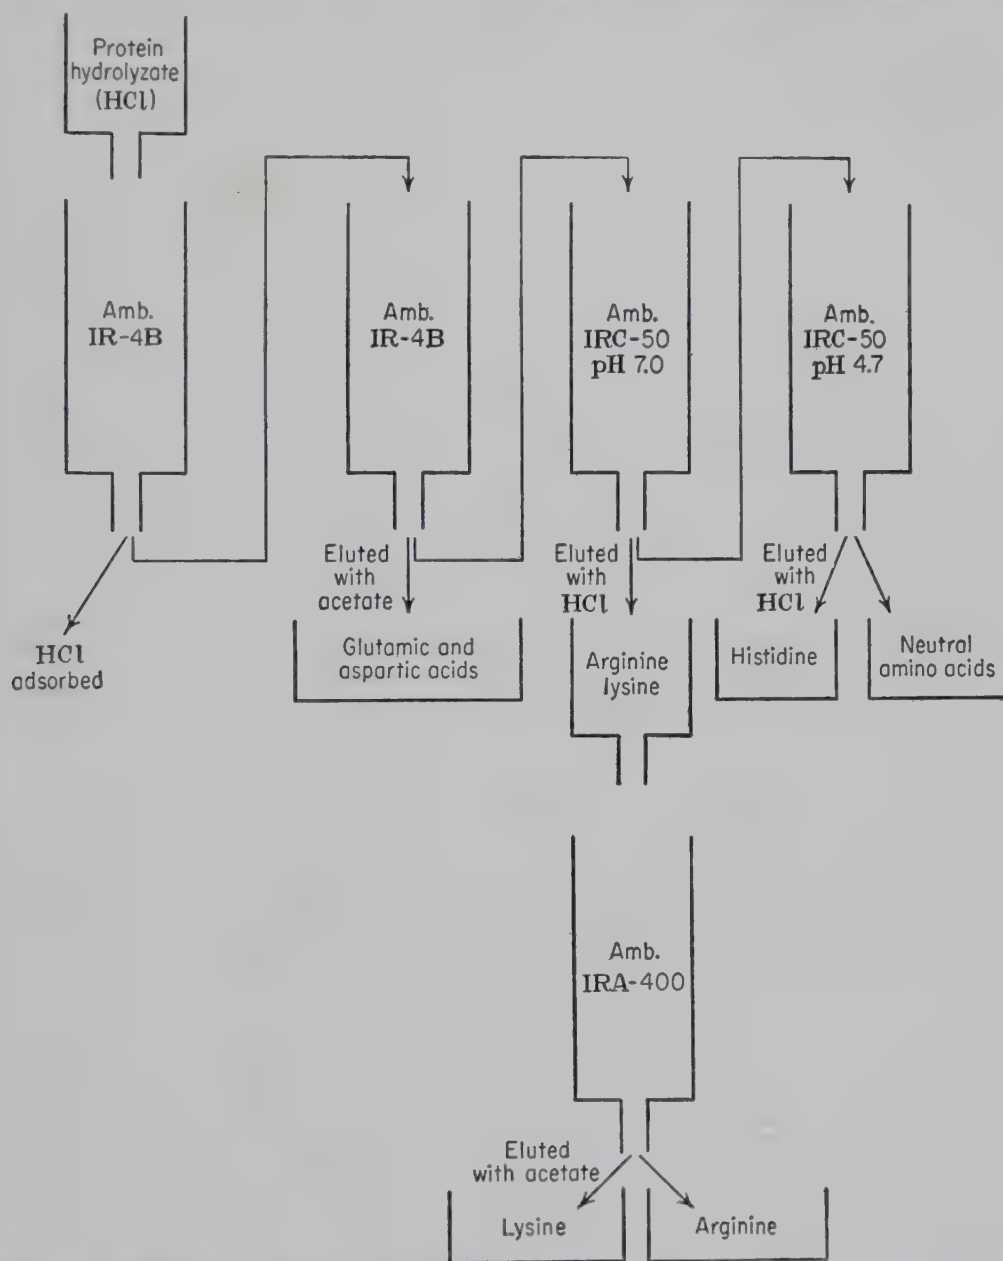 Protein
hydrolyzate
(HCl)
Amb.
IR-4B
Amb.
IR-4B
Amb.
IRC-50
pH 7.0
Amb.
IRC-50
pH 4.7
HCl
adsorbed
Eluted
with
acetate
Glutamic and
aspartic acids
Eluted
with
HCl
Arginine
lysine
Eluted
with
HCl
Histidine
Neutral
amino acids
Amb.
IRA-400
Eluted
with acetate
Lysine
Arginine